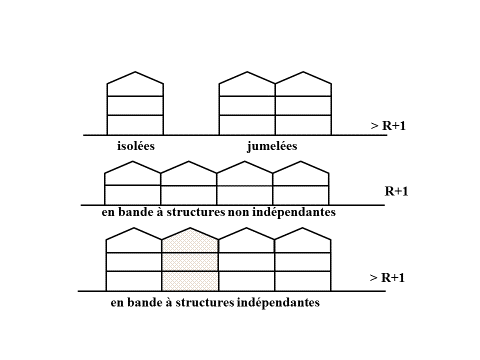 > R+1
isolées jumelées
R+1
en bande à structures non indépendantes
> R+1
en bande à structures indépendantes